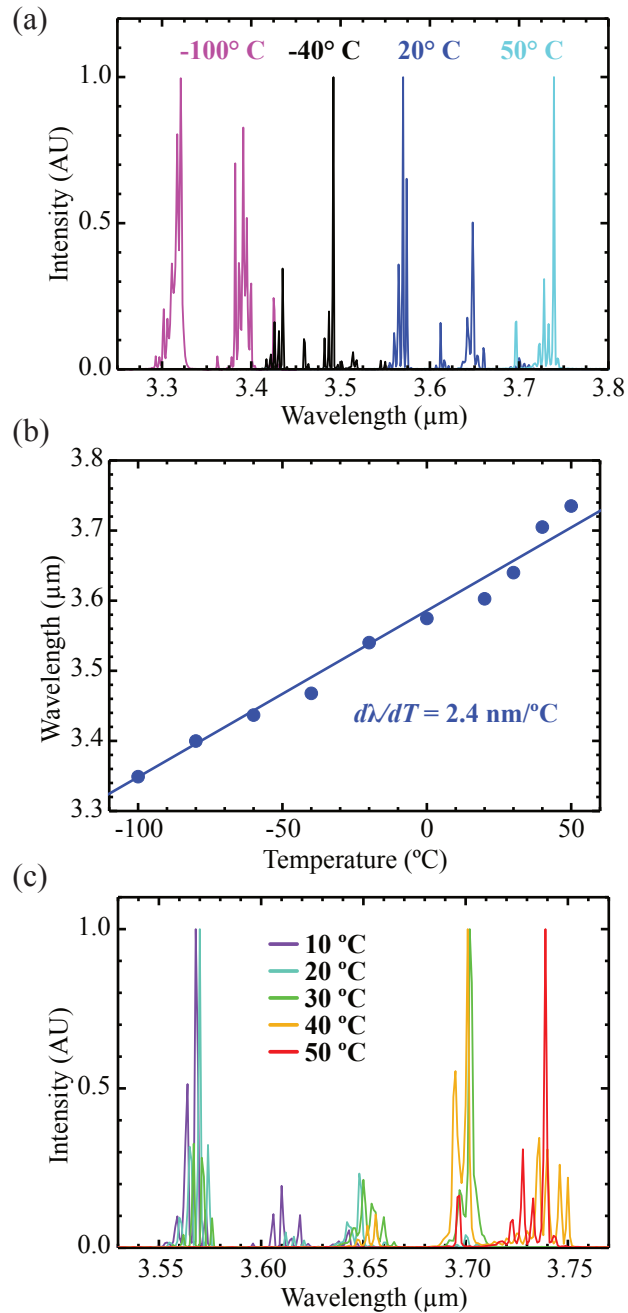 (a)
-100° C -40° C 20° C 50° C
1.0
0.5
0.0
Intensity (AU)
3.3 3.4 3.5 3.6 3.7 3.8
Wavelength (µm)
(b)
3.8
3.7
3.6
3.5
3.4
3.3
Wavelength (µm)
dλ/dT = 2.4 nm/ºC
-100 -50 0 50
Temperature (ºC)
(c)
1.0
0.5
0.0
Intensity (AU)
10 ºC
20 ºC
30 ºC
40 ºC
50 ºC
3.55 3.60 3.65 3.70 3.75
Wavelength (µm)